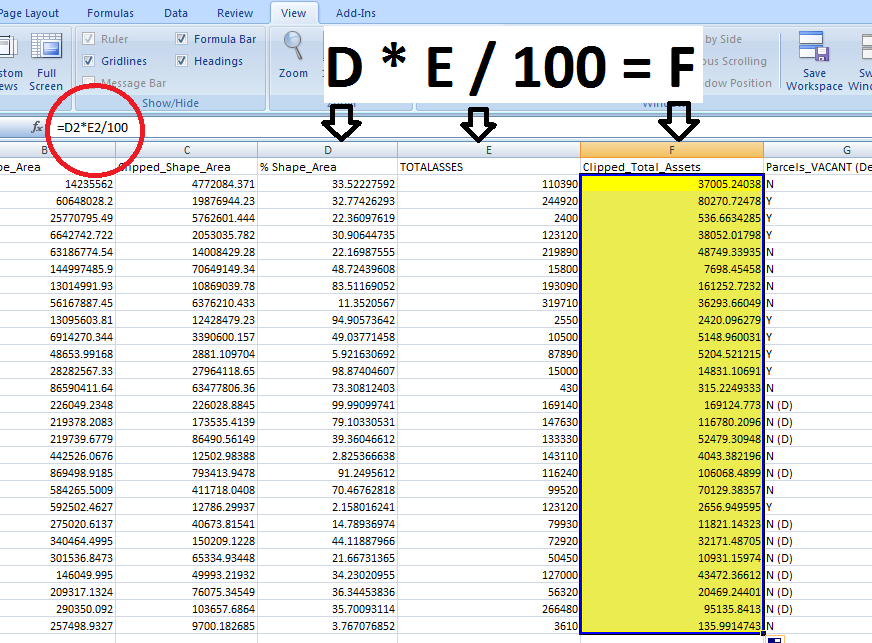 Page Layout Formulas Data Review View Add-Ins
Ruler Formula Bar by Side
Gridlines Headings ous Scrolling
Message Bar dow Position
stom Full Zoom Save Sw
ews Screen Workspace Window
Show/Hide
D * E / 100 = F
fx =D2*E2/100
B C D E F G
pe_Area Clipped_Shape_Area % Shape_Area TOTALASSES Clipped_Total_Assets Parcels_VACANT (De
14235562 4772084.371 33.52227592 110390 37005.24038 N
60648028.2 19876944.23 32.77426293 244920 80270.72478 Y
25770795.49 5762601.444 22.36097619 2400 536.6634285 Y
6642742.722 2053035.782 30.90644735 123120 38052.01798 Y
63186774.54 14008429.28 22.16987555 219890 48749.33935 N
144997485.9 70649149.34 48.72439608 15800 7698.45458 N
13014991.93 10869039.78 83.51169052 193090 161252.7232 N
56167887.45 6376210.433 11.3520567 319710 36293.66049 N
13095603.81 12428479.23 94.90573642 2550 2420.096279 Y
6914270.344 3390600.157 49.03771458 10500 5148.960031 Y
48653.99168 2881.109704 5.921630692 87890 5204.521215 Y
28282567.33 27964118.65 98.87404607 15000 14831.10691 Y
86590411.64 63477806.36 73.30812403 430 315.2249333 N
226049.2348 226028.8845 99.99099741 169140 169124.773 N (D)
219378.2083 173535.4139 79.10330531 147630 116780.2096 N (D)
219739.6779 86490.56149 39.36046612 133330 52479.30948 N (D)
442526.0676 12502.98388 2.825366638 143110 4043.382196 N
869498.9185 793413.9478 91.2495612 116240 106068.4899 N (D)
584265.5009 411718.0408 70.46762818 99520 70129.38357 N
592502.4627 12786.29937 2.158016241 123120 2656.949595 Y
275020.6137 40673.81541 14.78936974 79930 11821.14323 N (D)
340464.4995 150209.1228 44.11887966 72920 32171.48705 N (D)
301536.8473 65334.93448 21.66731365 50450 10931.15974 N (D)
146049.995 49993.21932 34.23020955 127000 43472.36612 N (D)
209317.1324 76075.34549 36.34453836 56320 20469.24401 N (D)
290350.092 103657.6864 35.70093114 266480 95135.8413 N (D)
257498.9327 9700.182685 3.767076852 3610 135.9914743 N